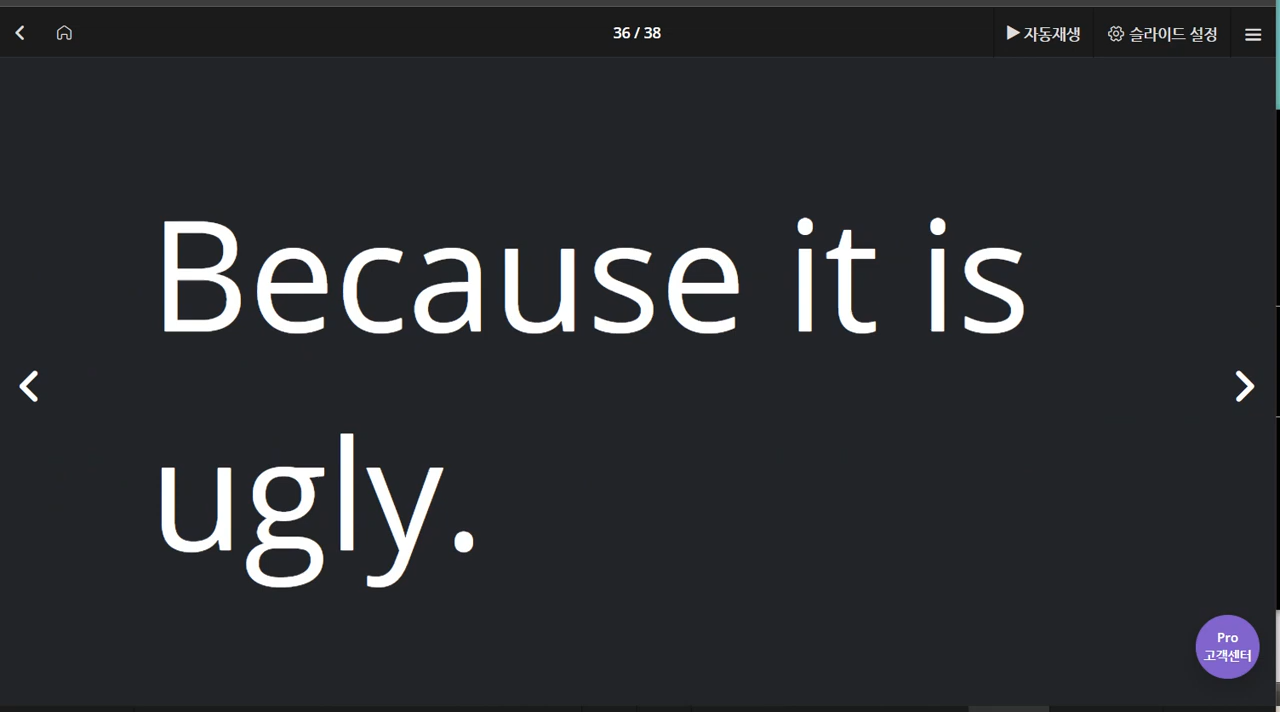 36 / 38
▶ 자동재생
슬라이드 설정
Because it is
ugly.
Pro
고객센터